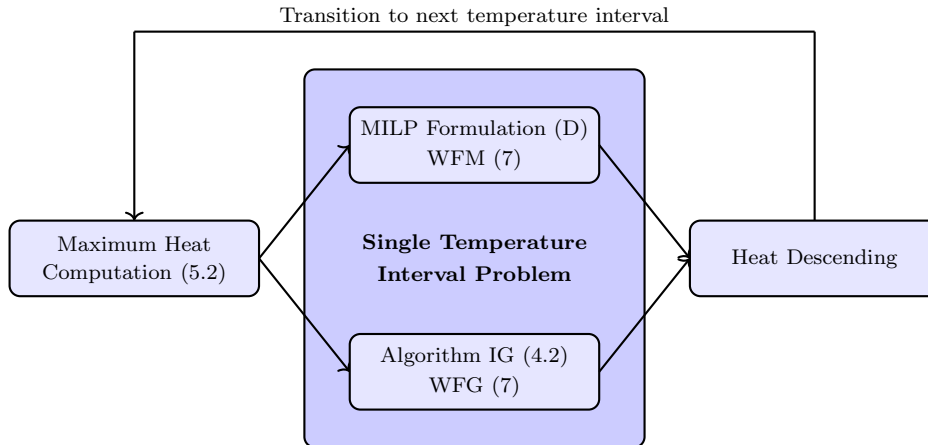 Transition to next temperature interval
MILP Formulation (D)
WFM (7)
Maximum Heat
Computation (5.2)
Single Temperature
Interval Problem
Heat Descending
Algorithm IG (4.2)
WFG (7)